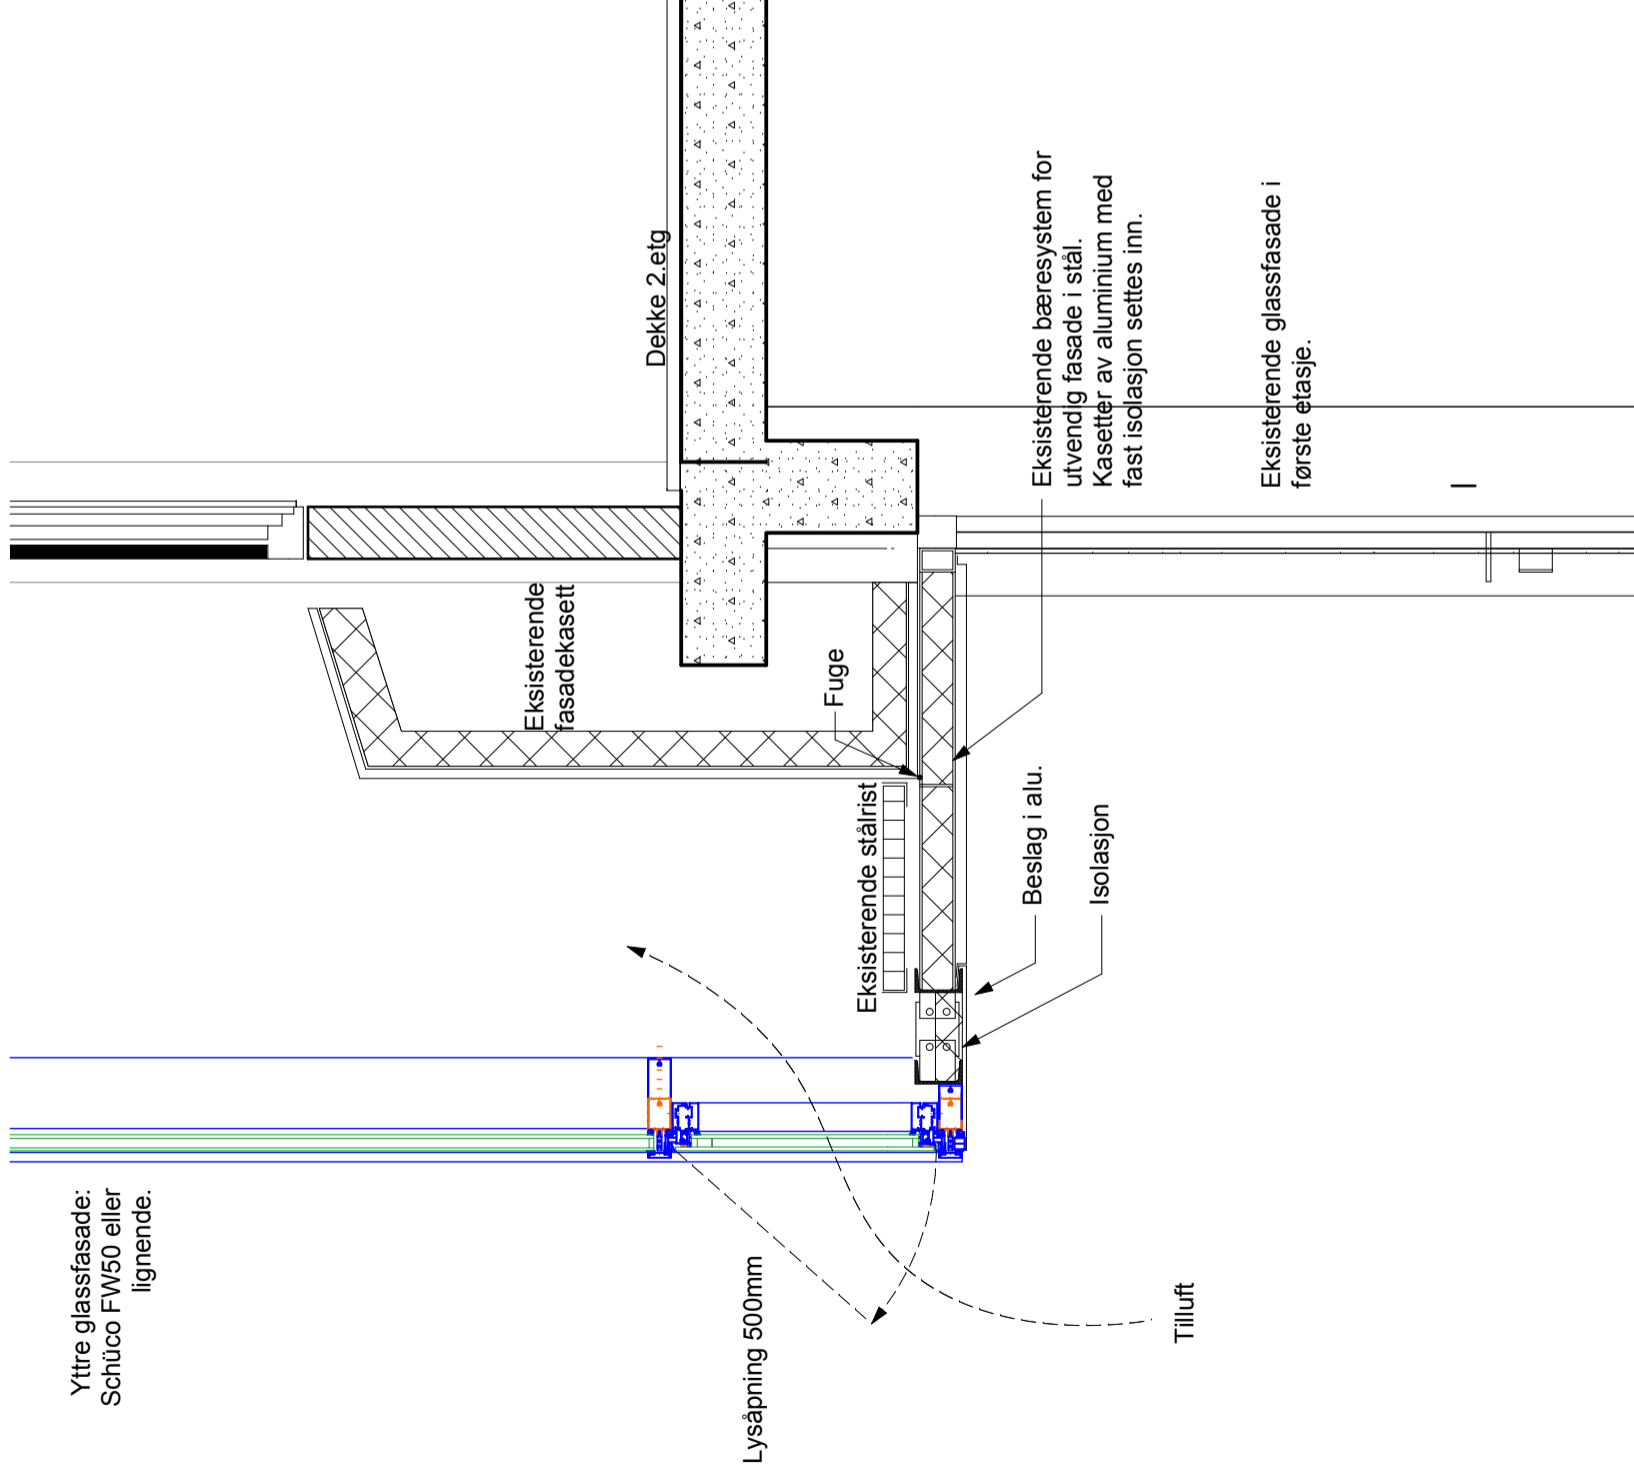 Yttre glassfasade:
Schüco FW50 eller
lignende.
Eksisterende
fasadekasett
Dekke 2.etg
Lysåpning 500mm
Fuge
Eksisterende stålrist
Beslag i alu.
Isolasjon
Eksisterende bæresystem for
utvendig fasade i stål.
Kasetter av aluminium med
fast isolasjon settes inn.
Tilluft
Eksisterende glassfasade i
første etasje.